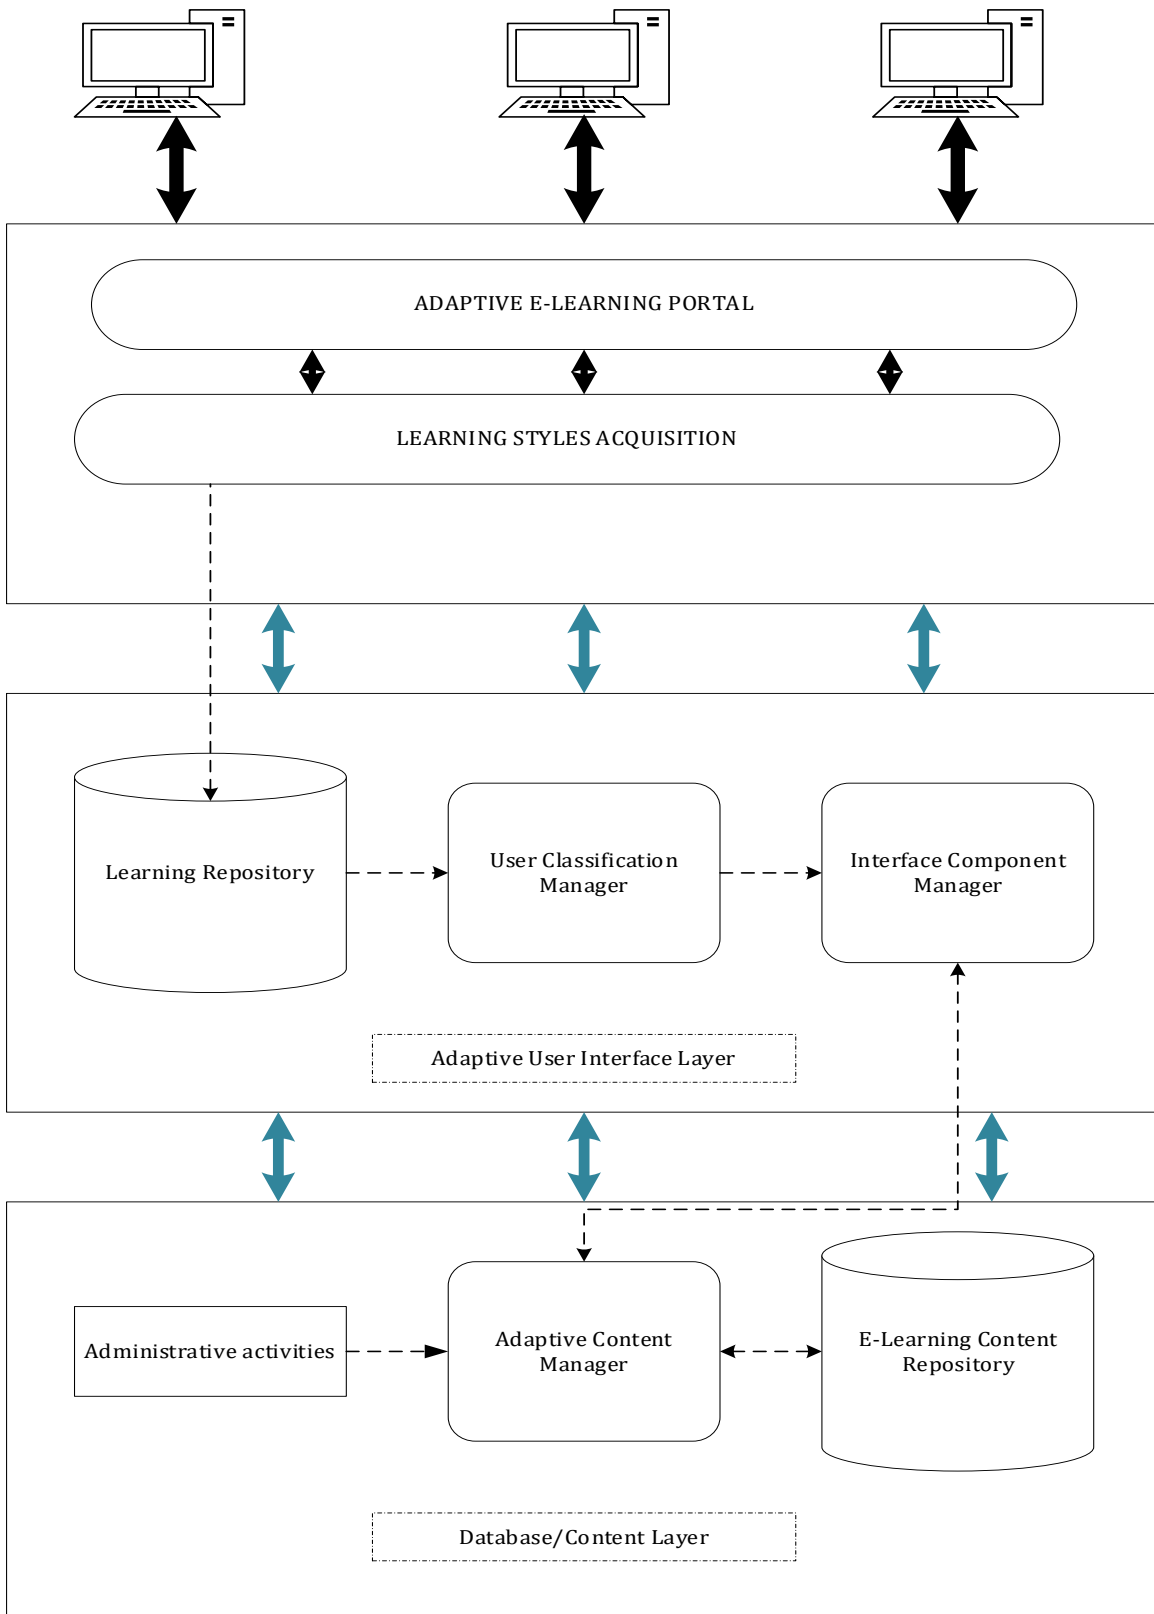 ADAPTIVE E-LEARNING PORTAL
LEARNING STYLES ACQUISITION
Learning Repository
User Classification
Manager
Interface Component
Manager
Adaptive User Interface Layer
Administrative activities
Adaptive Content
Manager
E-Learning Content
Repository
Database/Content Layer